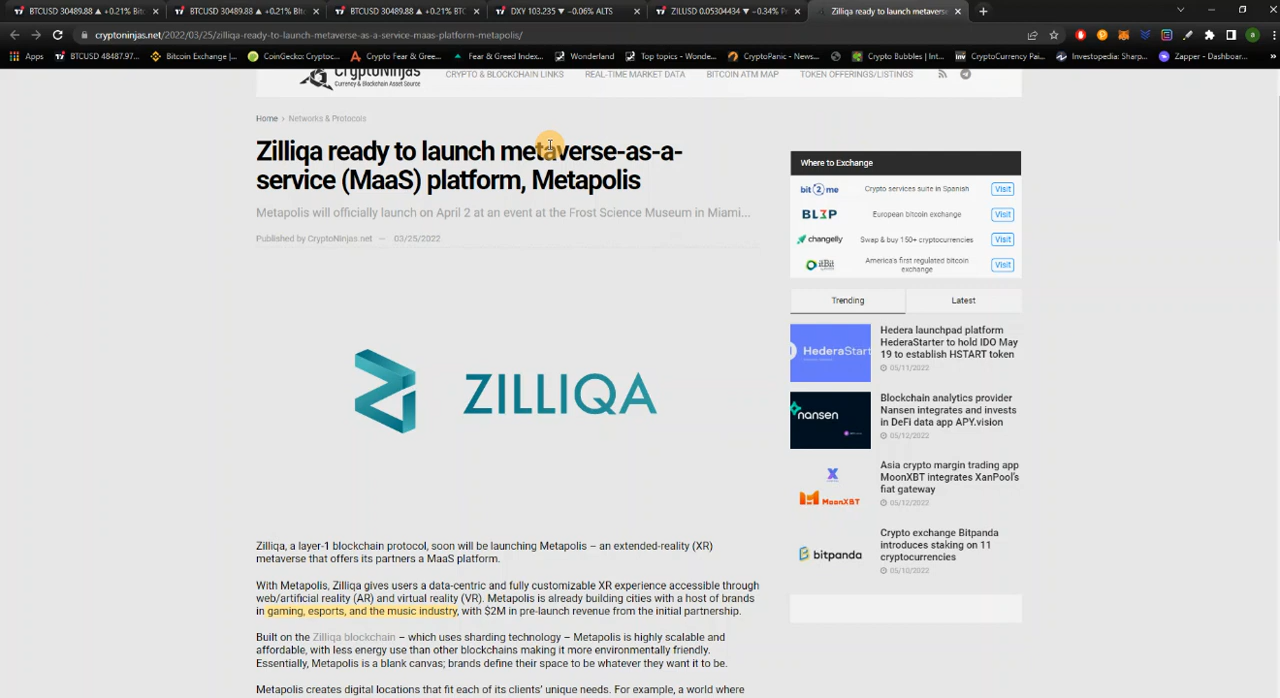 BTCUSD 30489.88 ▲ +0.21%
BTCUSD 30489.88 ▲ +0.21%
BTCUSD 30489.88 ▲ +0.21%
DXY 103.235 ▼ −0.06% ALTS
ZILUSD 0.05304434 ▼ −0.34%
Zilliqa ready to launch metaverse
cryptoninjas.net/2022/03/25/zilliqa-ready-to-launch-metaverse-as-a-service-maas-platform-metapolis/
Apps
BTCUSD 48487.97...
Bitcoin Exchange |...
CoinGecko: Cryptoc...
Crypto Fear & Gree...
Fear & Greed Index...
Wonderland
Top topics - Wonde...
CryptoPanic - News...
Crypto Bubbles | Int...
CryptoCurrency Pai...
Investopedia: Sharp...
Zapper - Dashboar...
CRYPTONINJAS
Currency & Blockchain Asset Source
CRYPTO & BLOCKCHAIN LINKS
REAL-TIME MARKET DATA
BITCOIN ATM MAP
TOKEN OFFERINGS/LISTINGS
Home › Networks & Protocols
Zilliqa ready to launch metaverse-as-a-
service (MaaS) platform, Metapolis
Metapolis will officially launch on April 2 at an event at the Frost Science Museum in Miami...
Published by CryptoNinjas.net — 03/25/2022
ZILLIQA
Zilliqa, a layer-1 blockchain protocol, soon will be launching Metapolis – an extended-reality (XR)
metaverse that offers its partners a MaaS platform.
With Metapolis, Zilliqa gives users a data-centric and fully customizable XR experience accessible through
web/artificial reality (AR) and virtual reality (VR). Metapolis is already building cities with a host of brands
in gaming, esports, and the music industry, with $2M in pre-launch revenue from the initial partnership.
Built on the Zilliqa blockchain – which uses sharding technology – Metapolis is highly scalable and
affordable, with less energy use than other blockchains making it more environmentally friendly.
Essentially, Metapolis is a blank canvas; brands define their space to be whatever they want it to be.
Metapolis creates digital locations that fit each of its clients' unique needs. For example, a world where
Where to Exchange
bit2me
Crypto services suite in Spanish
Visit
BL3P
European bitcoin exchange
Visit
changelly
Swap & buy 150+ cryptocurrencies
Visit
America's first regulated bitcoin
exchange
Visit
Trending
Latest
HederaStart
Hedera launchpad platform
HederaStarter to hold IDO May
19 to establish HSTART token
05/11/2022
nansen
Blockchain analytics provider
Nansen integrates and invests
in DeFi data app APY.vision
05/12/2022
MoonXBT
Asia crypto margin trading app
MoonXBT integrates XanPool's
fiat gateway
05/12/2022
bitpanda
Crypto exchange Bitpanda
introduces staking on 11
cryptocurrencies
05/10/2022